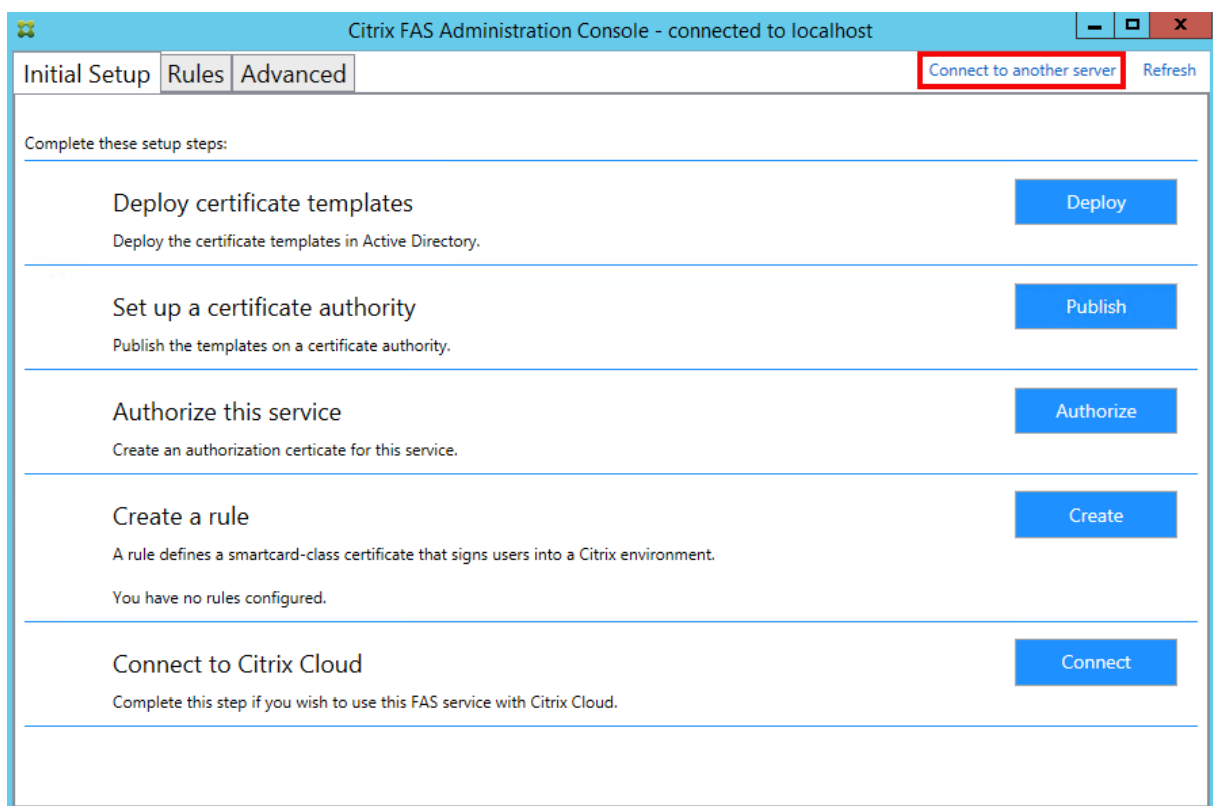 Citrix FAS Administration Console - connected to localhost
Initial Setup Rules Advanced Connect to another server Refresh
Complete these setup steps:
Deploy certificate templates Deploy
Deploy the certificate templates in Active Directory.
Set up a certificate authority Publish
Publish the templates on a certificate authority.
Authorize this service Authorize
Create an authorization certicate for this service.
Create a rule Create
A rule defines a smartcard-class certificate that signs users into a Citrix environment.
You have no rules configured.
Connect to Citrix Cloud Connect
Complete this step if you wish to use this FAS service with Citrix Cloud.